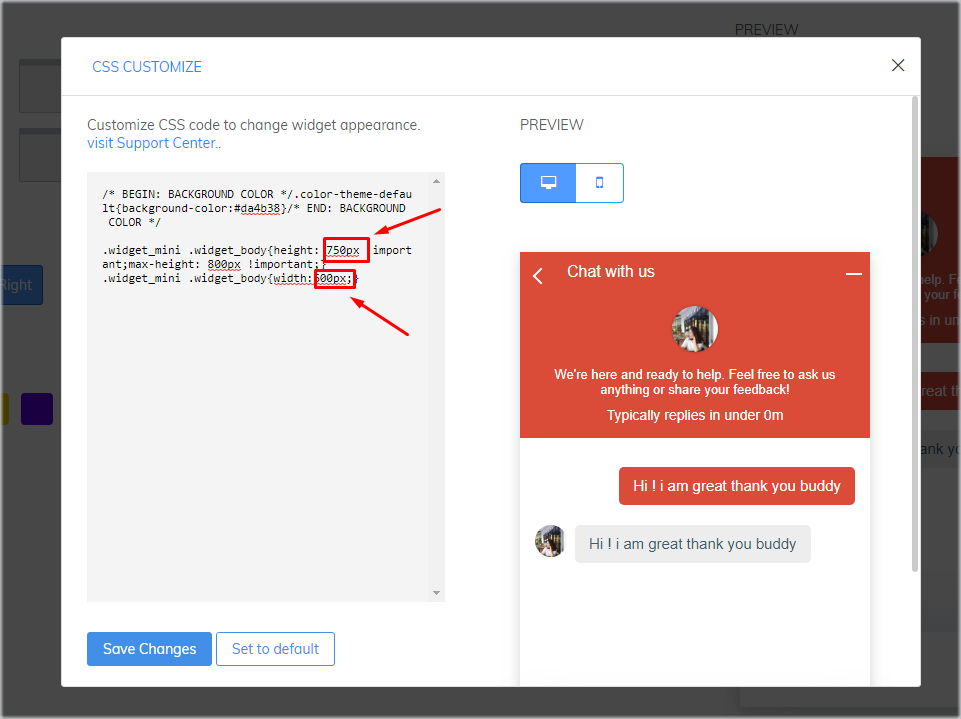 PREVIEW
CSS CUSTOMIZE
Customize CSS code to change widget appearance.
visit Support Center..
PREVIEW
/* BEGIN: BACKGROUND COLOR */.color-theme-defau
lt{background-color:#da4b38}/* END: BACKGROUND
COLOR */
.widget_mini .widget_body{height: 750px import
ant;max-height: 800px !important;}
.widget_mini .widget_body{width:500px;}
Right
Chat with us
We're here and ready to help. Feel free to ask us
anything or share your feedback!
Typically replies in under 0m
Hi ! i am great thank you buddy
Hi ! i am great thank you buddy
Save Changes
Set to default